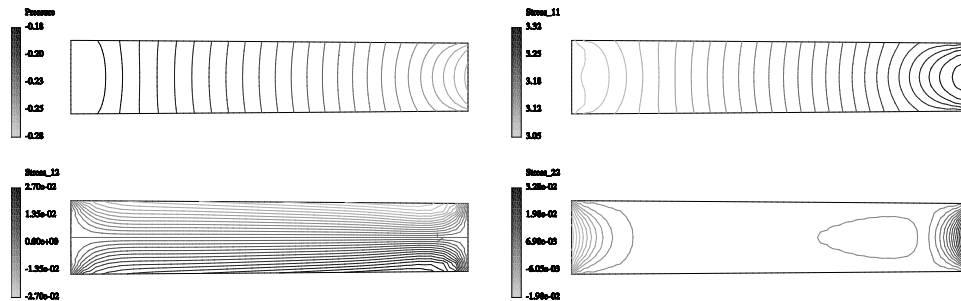 Pressure
-0.18
-0.20
-0.23
-0.25
-0.28
Stress_11
3.32
3.25
3.18
3.12
3.05
Stress_12
2.70e-02
1.35e-02
0.00e+00
-1.35e-02
-2.70e-02
Stress_22
3.28e-02
1.98e-02
6.90e-03
-6.05e-03
-1.90e-02